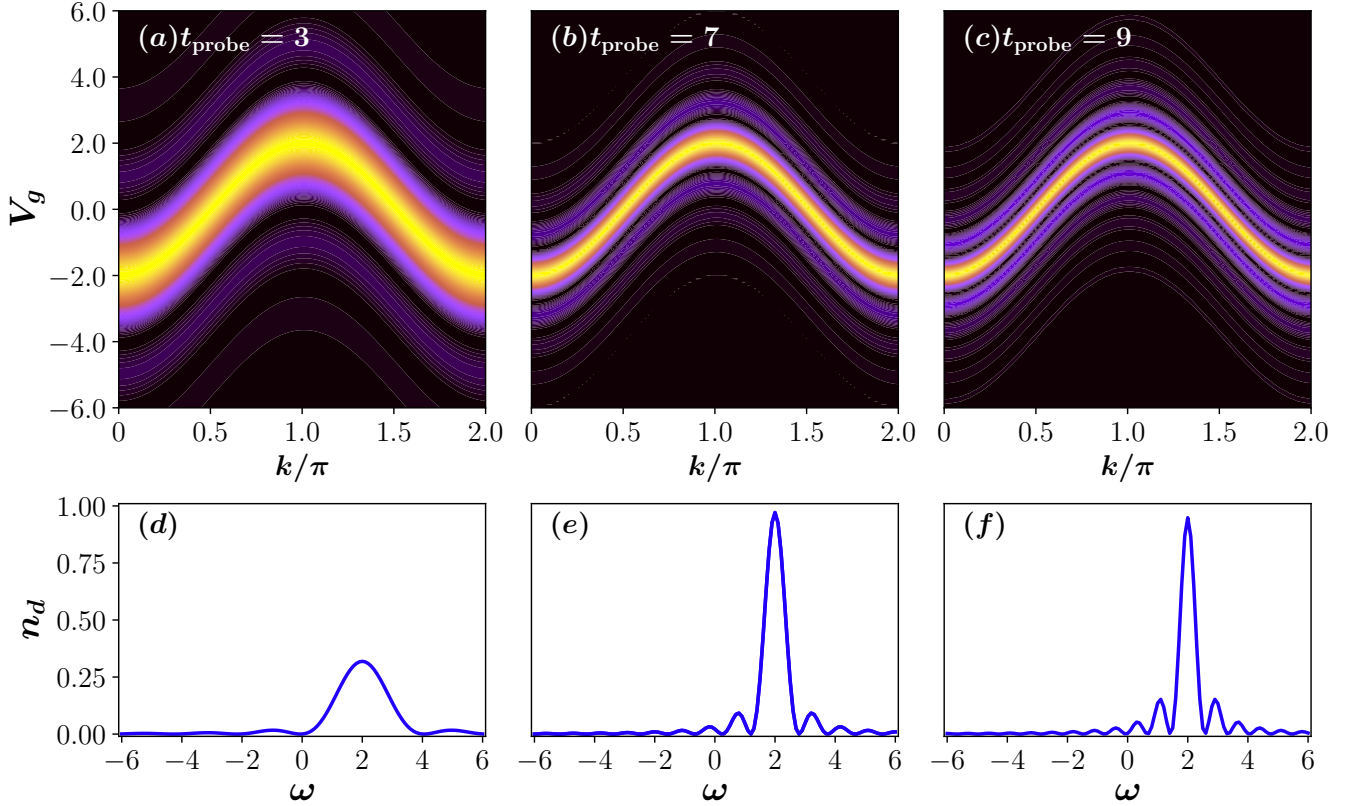 (a) t_probe = 3
(b) t_probe = 7
(c) t_probe = 9
6.0
4.0
2.0
0.0
−2.0
−4.0
−6.0
V_g
0 0.5 1.0 1.5 2.0
0 0.5 1.0 1.5 2.0
0 0.5 1.0 1.5 2.0
k/π
k/π
k/π
(d)
(e)
(f)
1.00
0.75
0.50
0.25
0.00
n_d
−6 −4 −2 0 2 4 6
−6 −4 −2 0 2 4 6
−6 −4 −2 0 2 4 6
ω
ω
ω